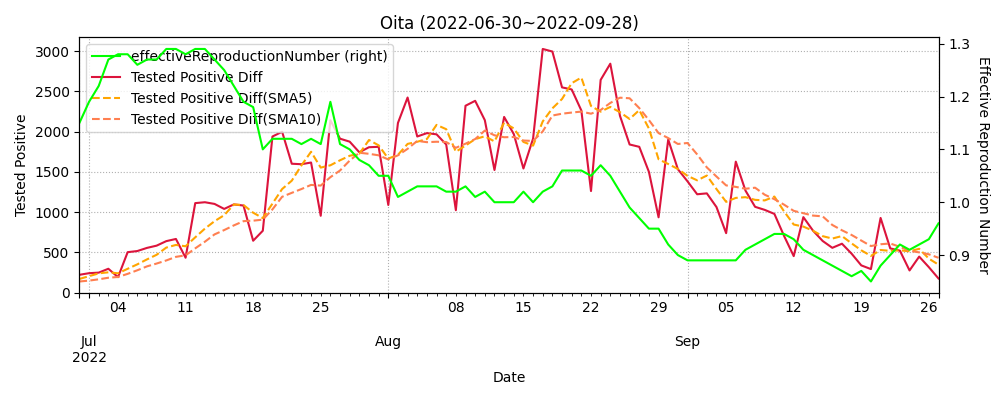 Oita (2022-06-30~2022-09-28)
effectiveReproductionNumber (right)
Tested Positive Diff
Tested Positive Diff(SMA5)
Tested Positive Diff(SMA10)
Tested Positive
3000
2500
2000
1500
1000
500
0
1.3
1.2
1.1
1.0
0.9
Effective Reproduction Number
04 11 18 25 08 15 22 29 05 12 19 26
Jul Aug Sep
2022
Date